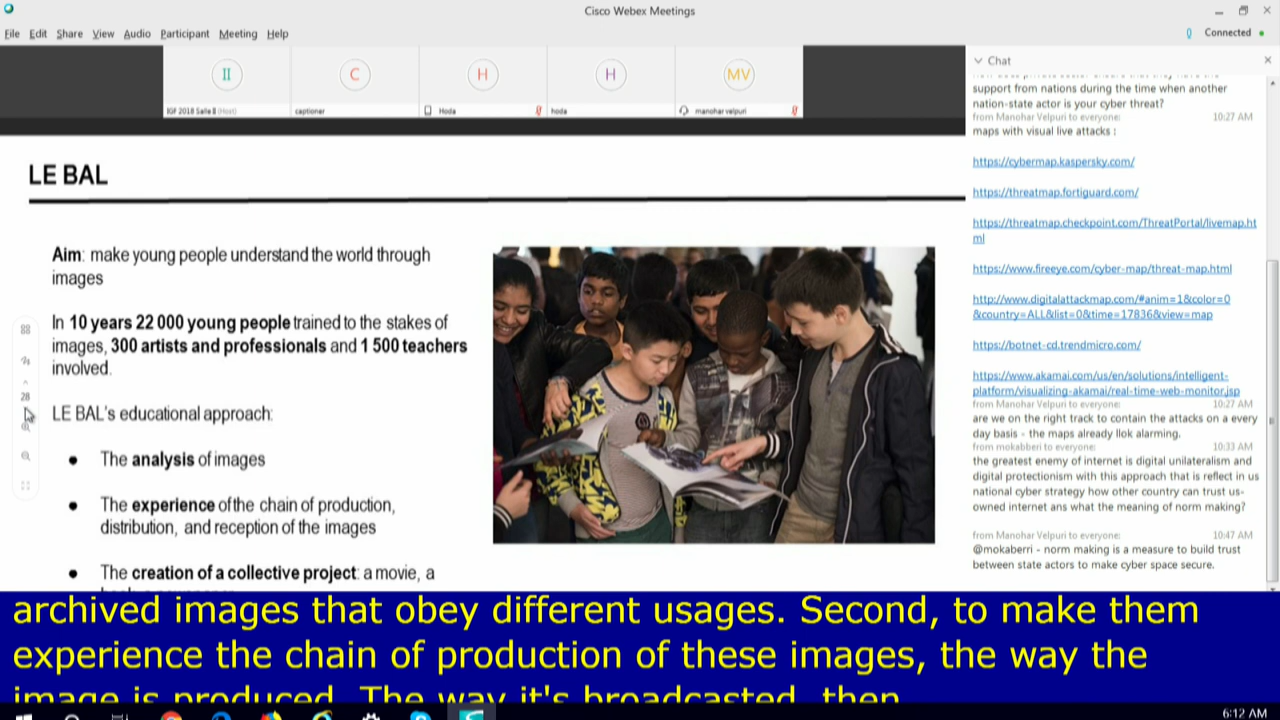 Cisco Webex Meetings
File Edit Share View Audio Participant Meeting Help
Connected
II
C
H
H
MV
IGF 2018 Salle II (Host)
captioner
Hoda
hoda
manohar velpuri
LE BAL
Aim: make young people understand the world through
images
In 10 years 22 000 young people trained to the stakes of
images, 300 artists and professionals and 1 500 teachers
involved.
LE BAL's educational approach:
• The analysis of images
• The experience of the chain of production,
distribution, and reception of the images
• The creation of a collective project: a movie, a
28
Chat
support from nations during the time when another
nation-state actor is your cyber threat?
from Manohar Velpuri to everyone: 10:27 AM
maps with visual live attacks :
https://cybermap.kaspersky.com/
https://threatmap.fortiguard.com/
https://threatmap.checkpoint.com/ThreatPortal/livemap.ht
ml
https://www.fireeye.com/cyber-map/threat-map.html
http://www.digitalattackmap.com/#anim=1&color=0
&country=ALL&list=0&time=17836&view=map
https://botnet-cd.trendmicro.com/
https://www.akamai.com/us/en/solutions/intelligent-
platform/visualizing-akamai/real-time-web-monitor.jsp
from Manohar Velpuri to everyone: 10:27 AM
are we on the right track to contain the attacks on a every
day basis - the maps already llok alarming.
from mokabberi to everyone: 10:33 AM
the greatest enemy of internet is digital unilateralism and
digital protectionism with this approach that is reflect in us
national cyber strategy how other country can trust us-
owned internet ans what the meaning of norm making?
from Manohar Velpuri to everyone: 10:47 AM
@mokaberri - norm making is a measure to build trust
between state actors to make cyber space secure.
archived images that obey different usages. Second, to make them
experience the chain of production of these images, the way the
image is produced. The way it's broadcasted, then
6:12 AM